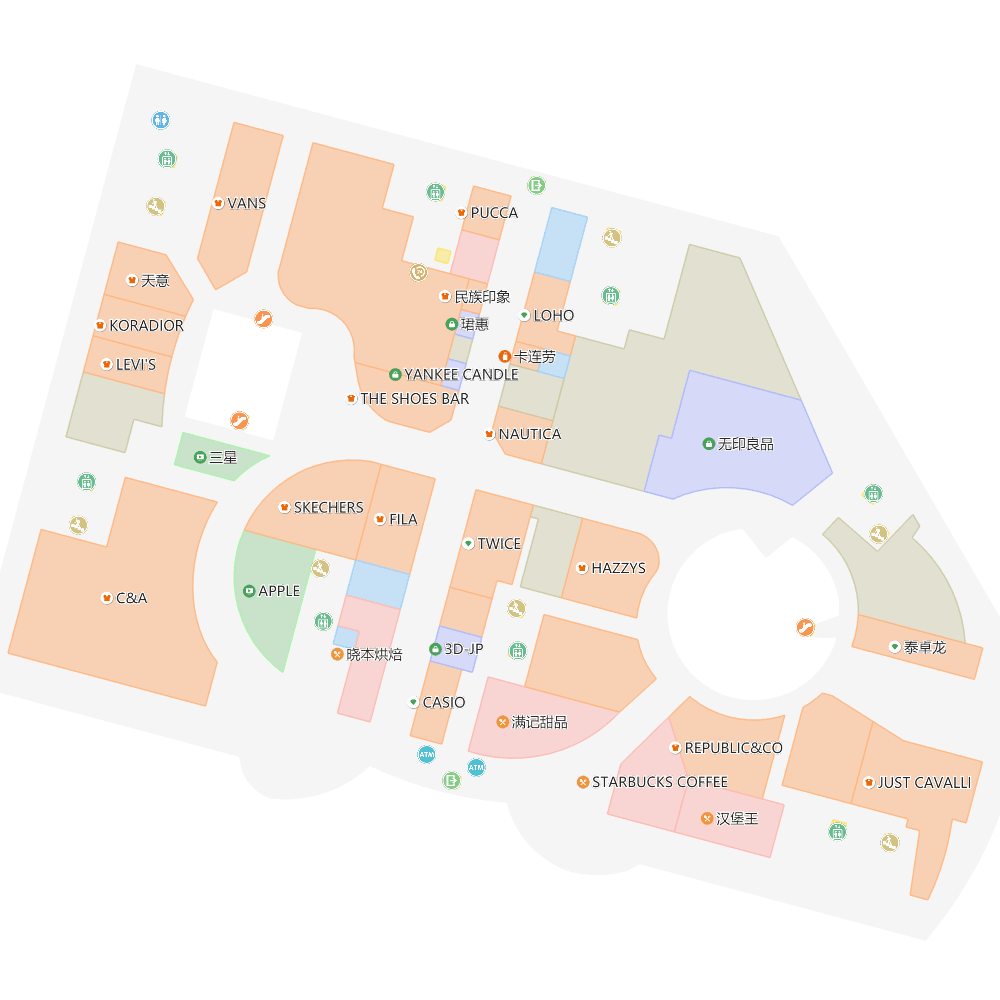 VANS
PUCCA
天意
民族印象
LOHO
KORADIOR
珺惠
卡连劳
LEVI'S
YANKEE CANDLE
THE SHOES BAR
NAUTICA
无印良品
三星
SKECHERS
FILA
TWICE
HAZZYS
APPLE
C&A
3D-JP
晓本烘焙
泰卓龙
CASIO
满记甜品
REPUBLIC&CO
ATM
ATM
STARBUCKS COFFEE
JUST CAVALLI
汉堡王